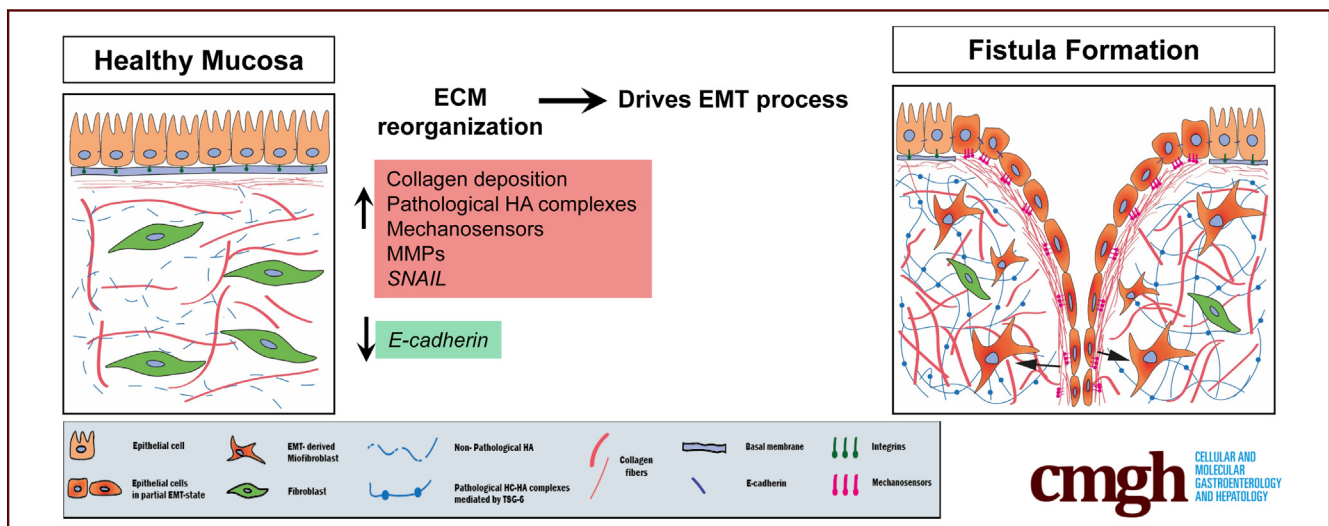 Healthy Mucosa
ECM
reorganization
Drives EMT process
Fistula Formation
Collagen deposition
Pathological HA complexes
Mechanosensors
MMPs
SNAIL
E-cadherin
Epithelial cell
Epithelial cells
in partial EMT-state
EMT- derived
Miofibroblast
Fibroblast
Non- Pathological HA
Pathological HC-HA complexes
mediated by TSG-6
Collagen
fibers
Basal membrane
E-cadherin
Integrins
Mechanosensors
cmgh
CELLULAR AND
MOLECULAR
GASTROENTEROLOGY
AND HEPATOLOGY